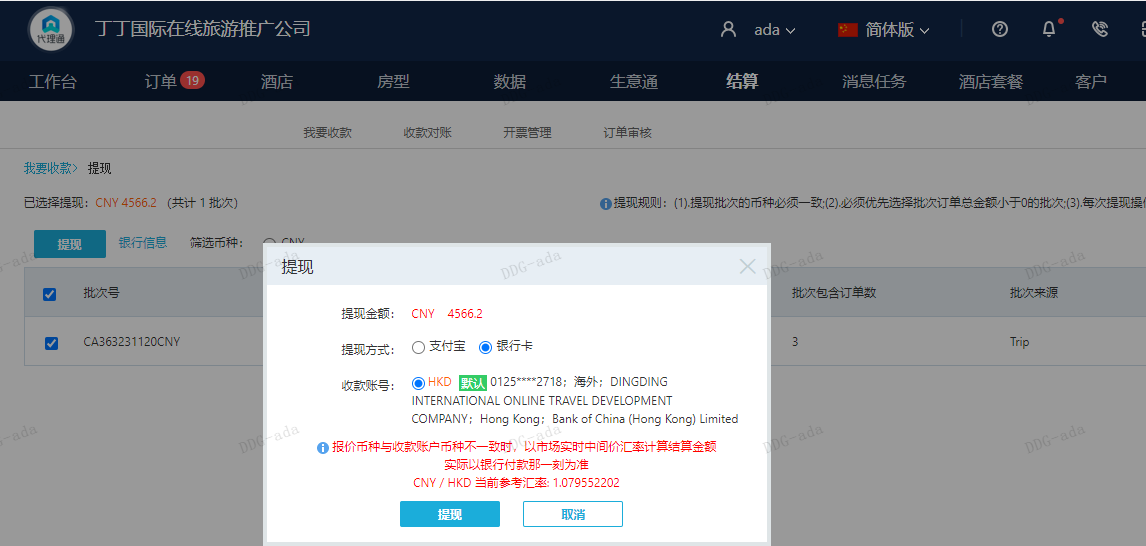 代理通
丁丁国际在线旅游推广公司
ada
简体版
工作台
订单 19
酒店
房型
数据
生意通
结算
消息任务
酒店套餐
客户
我要收款
收款对账
开票管理
订单审核
我要收款> 提现
已选择提现: CNY 4566.2 (共计 1 批次)
提现规则: (1).提现批次的币种必须一致;(2).必须优先选择批次订单总金额小于0的批次;(3).每次提现操
提现
银行信息
筛选币种:
CNY
批次号
批次包含订单数
批次来源
CA363231120CNY
3
Trip
提现
提现金额: CNY 4566.2
提现方式: 支付宝 银行卡
收款账号: HKD 默认 0125****2718; 海外; DINGDING
INTERNATIONAL ONLINE TRAVEL DEVELOPMENT
COMPANY; Hong Kong; Bank of China (Hong Kong) Limited
报价币种与收款账户币种不一致时，以市场实时中间价汇率计算结算金额
实际以银行付款那一刻为准
CNY / HKD 当前参考汇率: 1.079552202
提现
取消
DDG-ada
DDG-ada
DDG-ada
DDG-ada
DDG-ada
DDG-ada